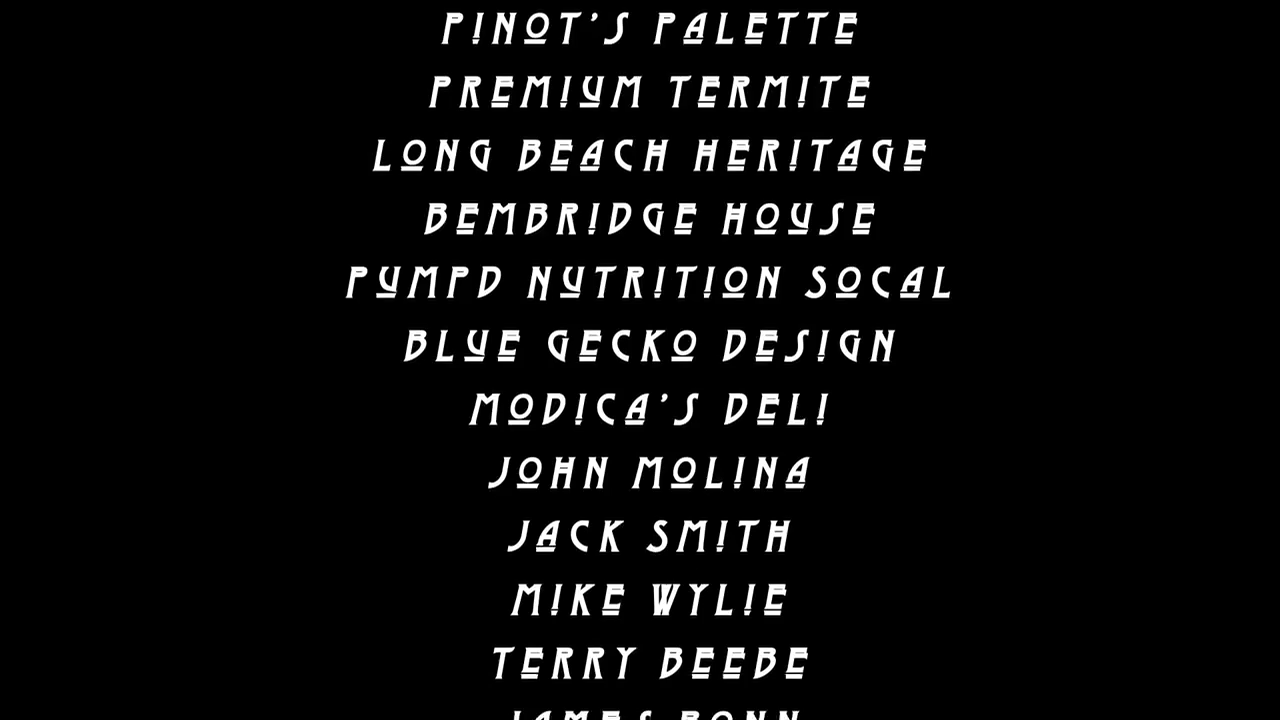 PINOT'S PALETTE
PREMIUM TERMITE
LONG BEACH HERITAGE
BEMBRIDGE HOUSE
PUMPD NUTRITION SOCAL
BLUE GECKO DESIGN
MODICA'S DELI
JOHN MOLINA
JACK SMITH
MIKE WYLIE
TERRY BEEBE
JAMES